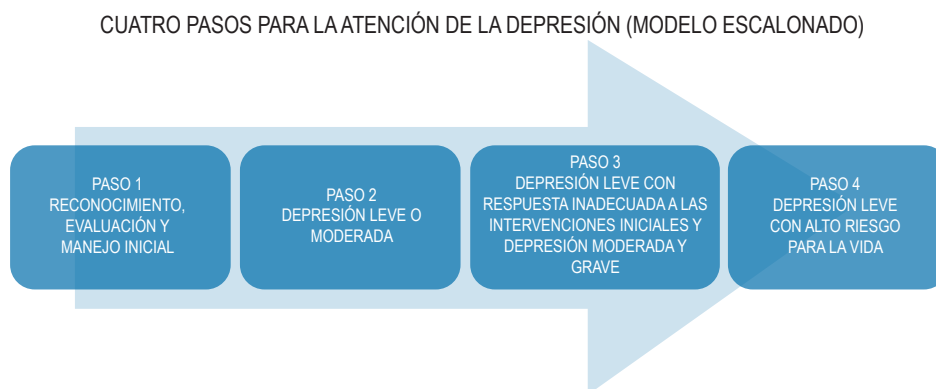 CUATRO PASOS PARA LA ATENCIÓN DE LA DEPRESIÓN (MODELO ESCALONADO)
PASO 1
RECONOCIMIENTO,
EVALUACIÓN Y
MANEJO INICIAL
PASO 2
DEPRESIÓN LEVE O
MODERADA
PASO 3
DEPRESIÓN LEVE CON
RESPUESTA INADECUADA A LAS
INTERVENCIONES INICIALES Y
DEPRESIÓN MODERADA Y
GRAVE
PASO 4
DEPRESIÓN LEVE
CON ALTO RIESGO
PARA LA VIDA